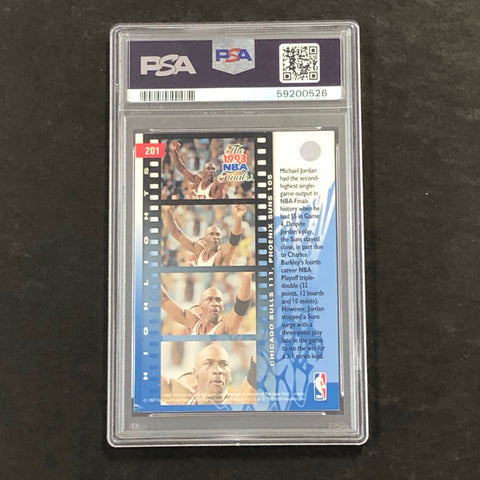 PSA
PSA
59200526
201
The
1993
NBA
Finals
HIGHLIGHTS
CHICAGO BULLS 111, PHOENIX SUNS 105
Michael Jordan
had the second-
highest single-
game output in
NBA Finals
history when he
had 55 in Game
4. Despite
Jordan's play,
the Suns stayed
close, in part due
to Charles
Barkley's fourth
career NBA
Playoff triple-
double (32
points, 12 boards
and 10 assists).
However, Jordan
stopped a Suns
surge with a
three-point play
late in the game
to ice the win for
a 3-1 series lead.
NBA